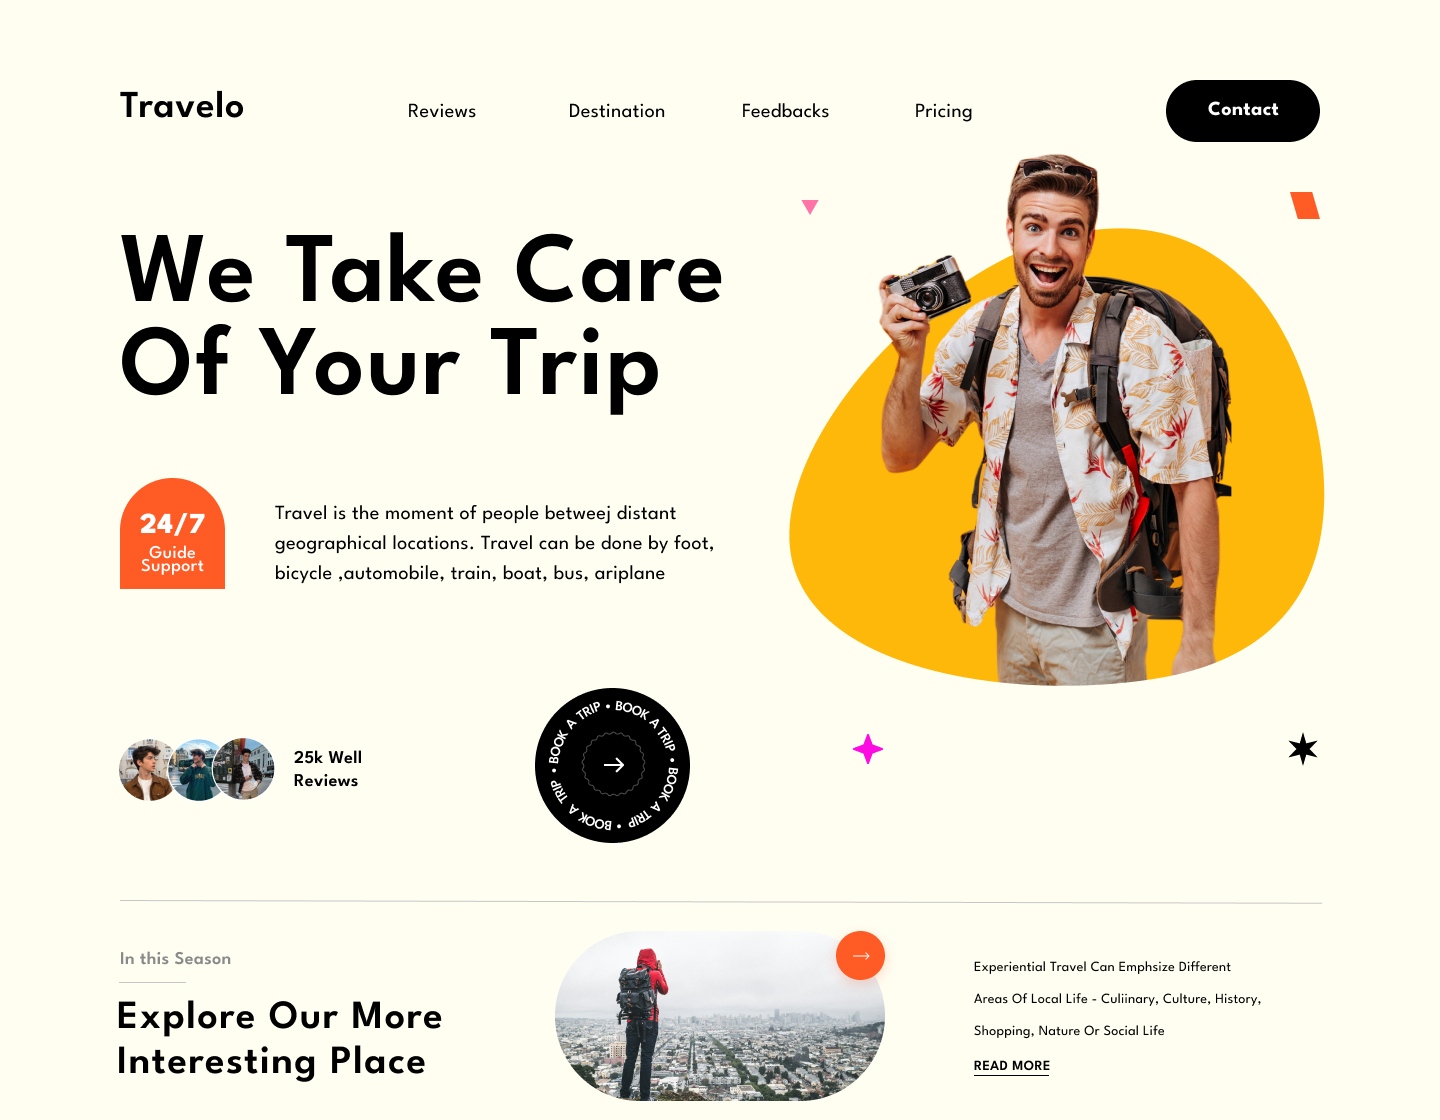 Travelo
Reviews
Destination
Feedbacks
Pricing
Contact
We Take Care
Of Your Trip
24/7
Guide
Support
Travel is the moment of people betweej distant
geographical locations. Travel can be done by foot,
bicycle ,automobile, train, boat, bus, ariplane
25k Well
Reviews
BOOK A TRIP • BOOK A TRIP • BOOK A TRIP • BOOK A TRIP •
In this Season
Explore Our More
Interesting Place
Experiential Travel Can Emphsize Different
Areas Of Local Life - Culiinary, Culture, History,
Shopping, Nature Or Social Life
READ MORE